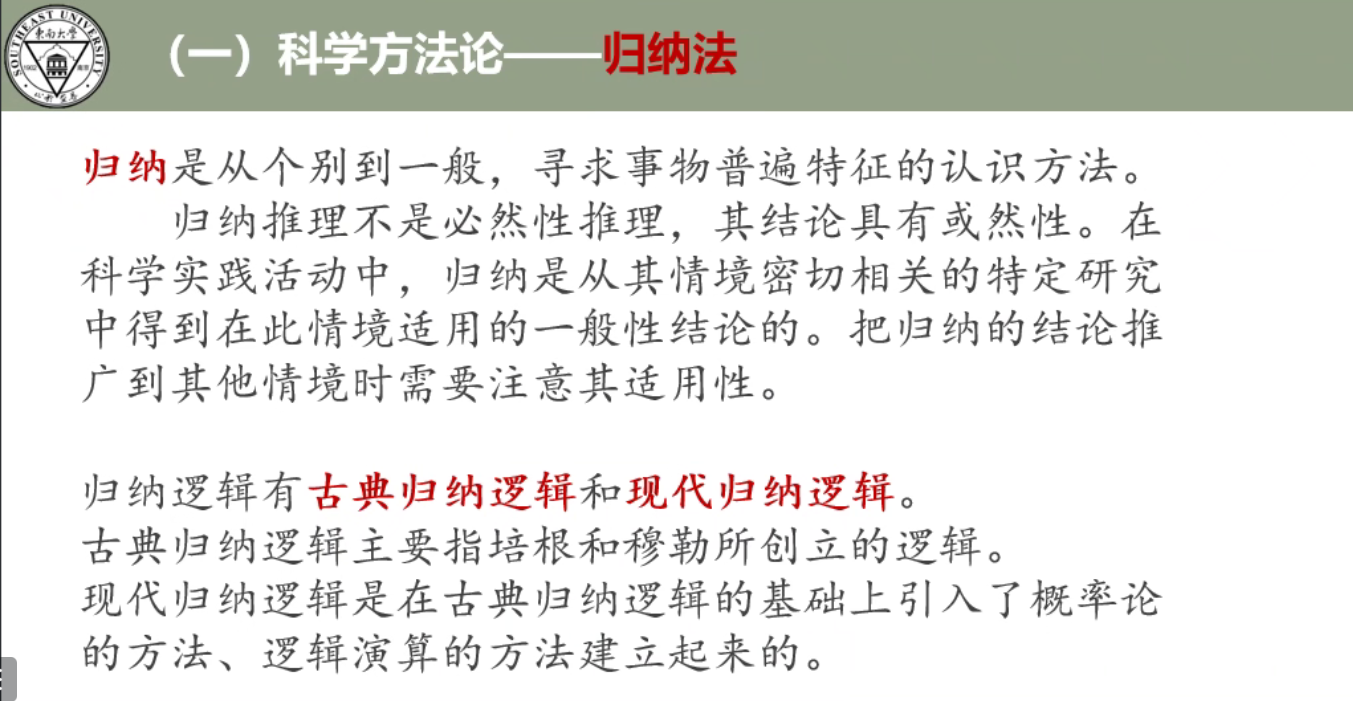 SOUTHEAST UNIVERSITY
東南大學
1902
南京
（一）科学方法论——归纳法
归纳是从个别到一般，寻求事物普遍特征的认识方法。
归纳推理不是必然性推理，其结论具有或然性。在
科学实践活动中，归纳是从其情境密切相关的特定研究
中得到在此情境适用的一般性结论的。把归纳的结论推
广到其他情境时需要注意其适用性。
归纳逻辑有古典归纳逻辑和现代归纳逻辑。
古典归纳逻辑主要指培根和穆勒所创立的逻辑。
现代归纳逻辑是在古典归纳逻辑的基础上引入了概率论
的方法、逻辑演算的方法建立起来的。